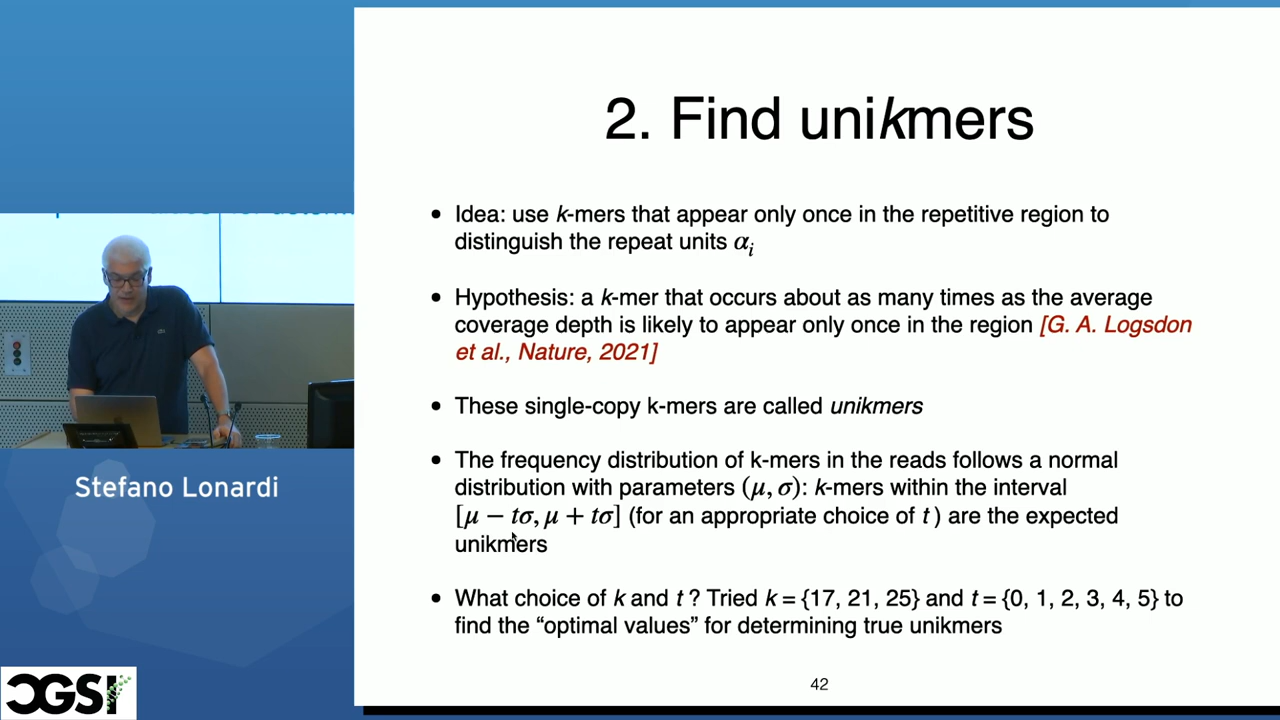 2. Find unikmers
• Idea: use k-mers that appear only once in the repetitive region to
distinguish the repeat units αᵢ
• Hypothesis: a k-mer that occurs about as many times as the average
coverage depth is likely to appear only once in the region [G. A. Logsdon
et al., Nature, 2021]
• These single-copy k-mers are called unikmers
• The frequency distribution of k-mers in the reads follows a normal
distribution with parameters (μ, σ): k-mers within the interval
[μ − tσ, μ + tσ] (for an appropriate choice of t ) are the expected
unikmers
• What choice of k and t ? Tried k = {17, 21, 25} and t = {0, 1, 2, 3, 4, 5} to
find the “optimal values” for determining true unikmers
42
Stefano Lonardi
CGSI